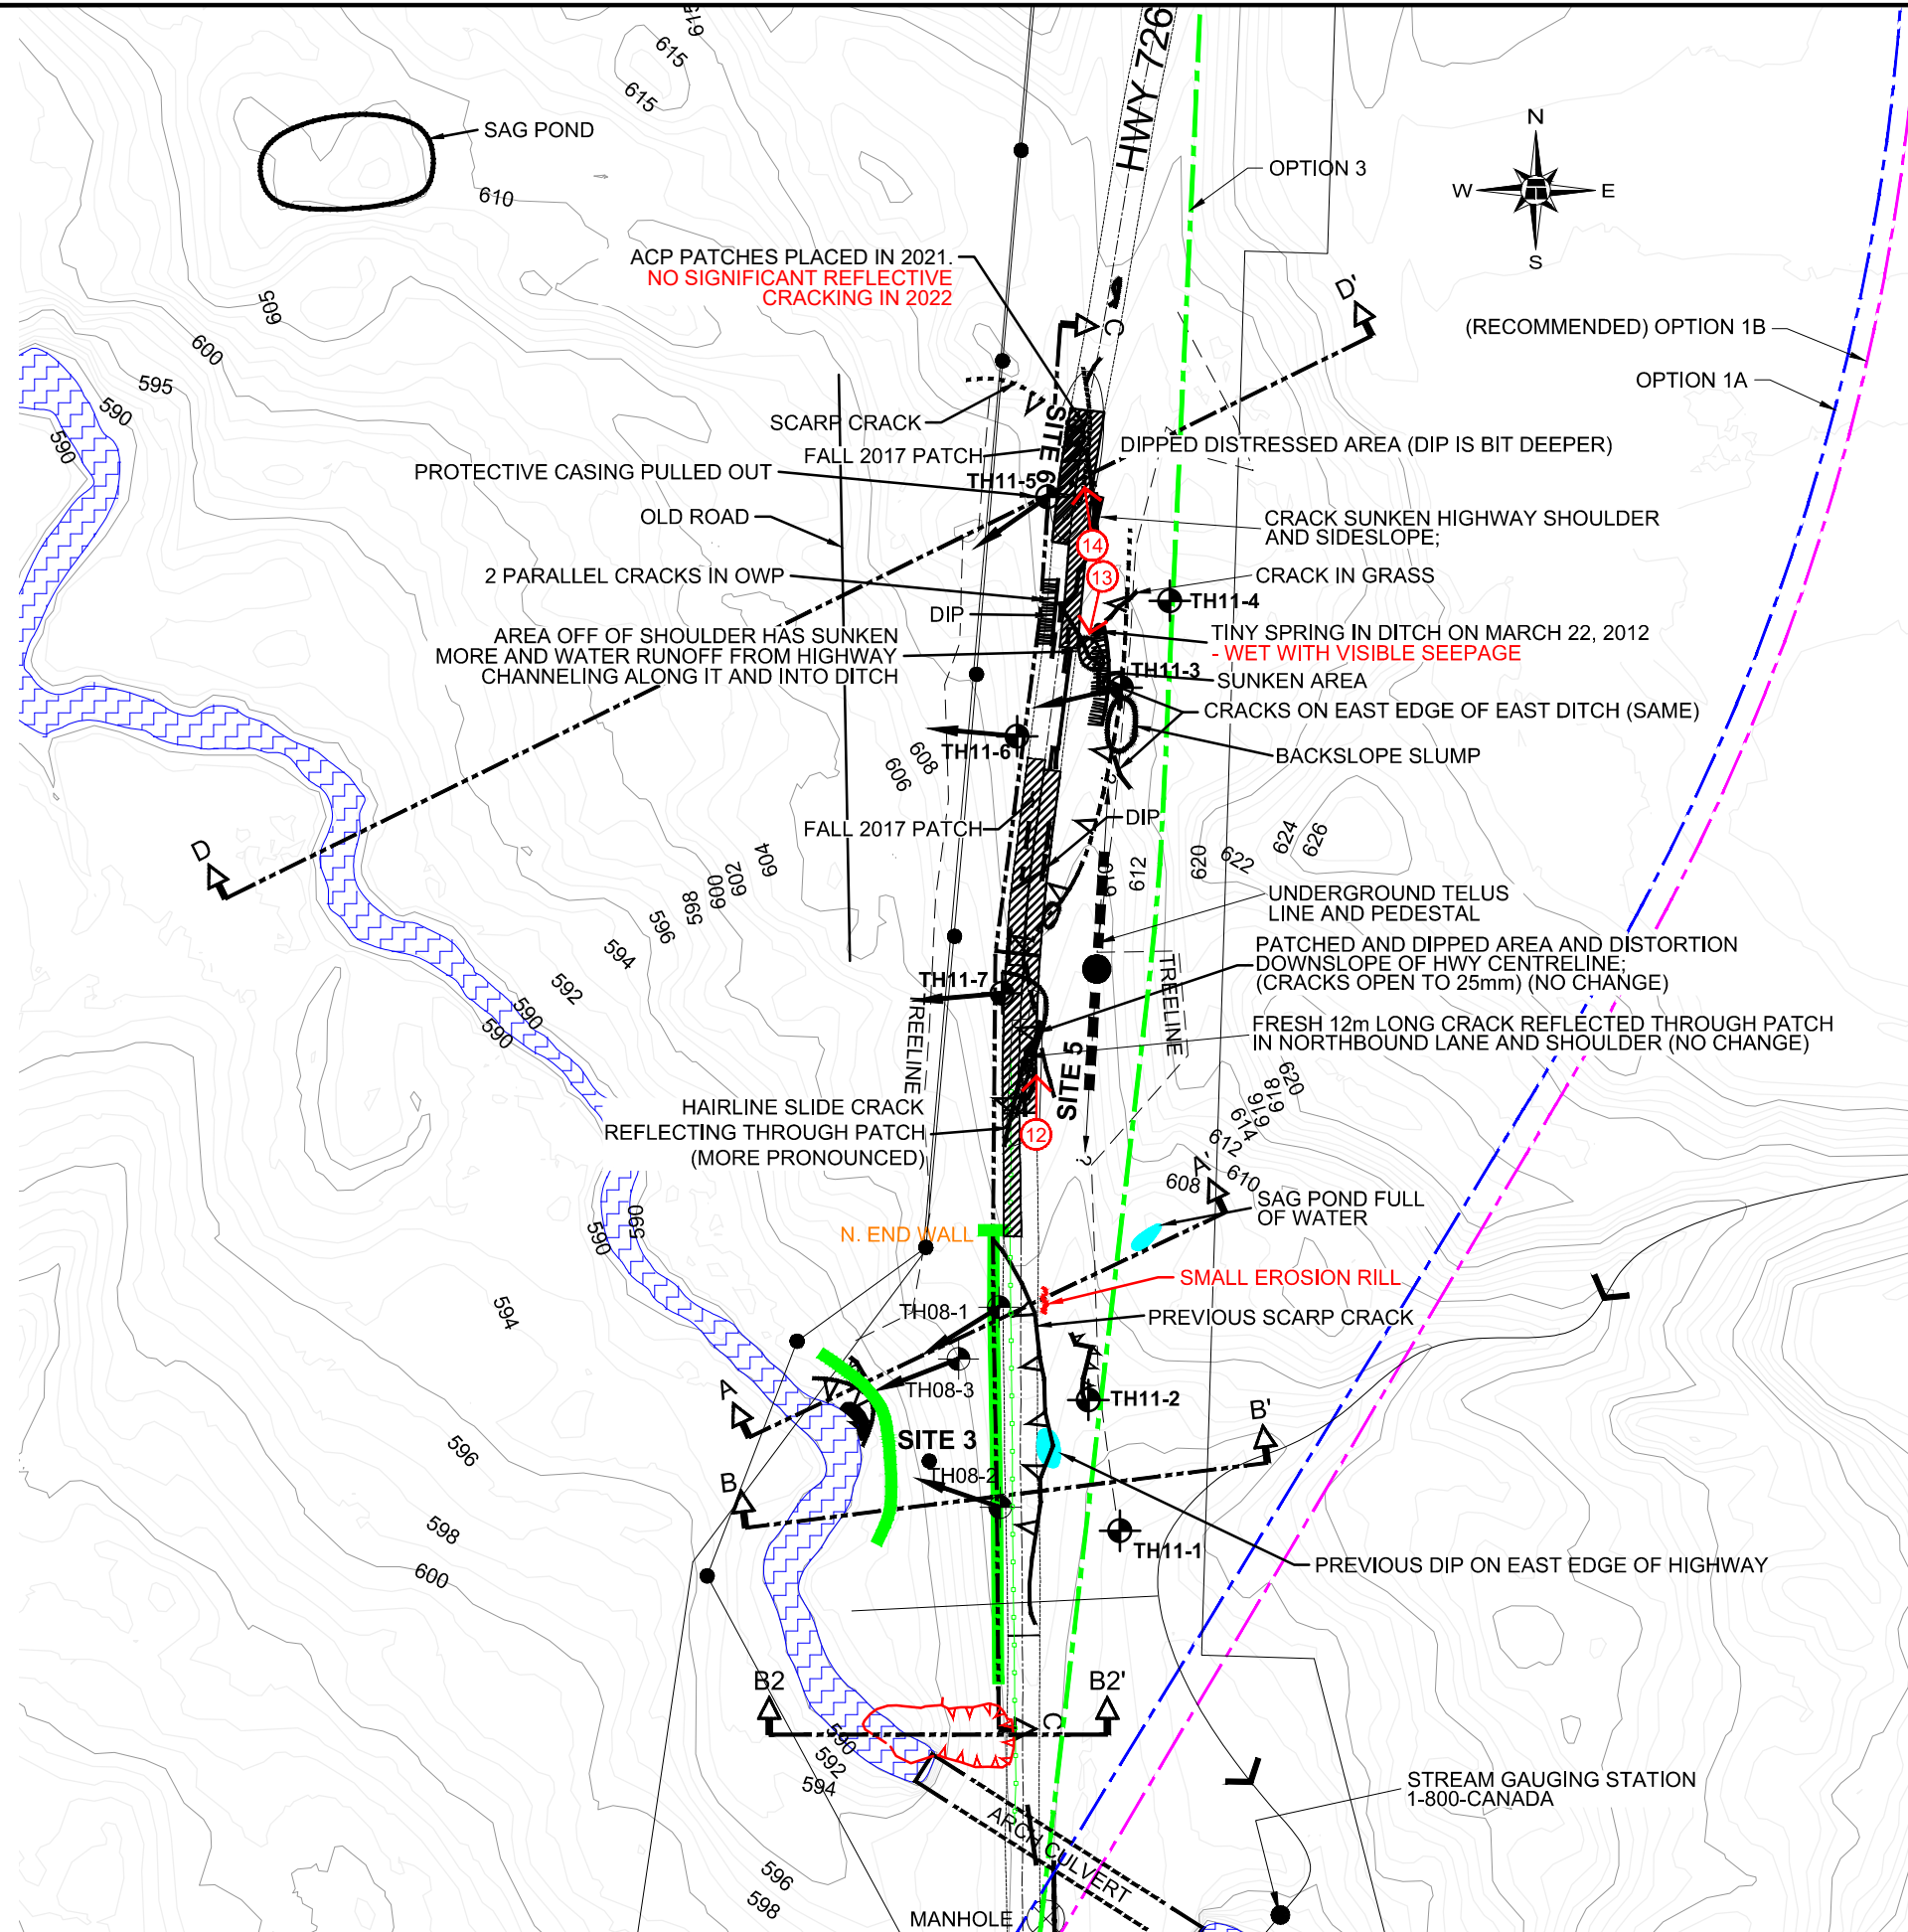 615
615
615
HWY 726
SAG POND
610
N
W
E
S
OPTION 3
ACP PATCHES PLACED IN 2021.
NO SIGNIFICANT REFLECTIVE
CRACKING IN 2022
605
600
595
590
590
C
D'
(RECOMMENDED) OPTION 1B
OPTION 1A
SCARP CRACK
SITE 6
FALL 2017 PATCH
DIPPED DISTRESSED AREA (DIP IS BIT DEEPER)
PROTECTIVE CASING PULLED OUT
TH11-5
OLD ROAD
CRACK SUNKEN HIGHWAY SHOULDER
AND SIDESLOPE;
14
2 PARALLEL CRACKS IN OWP
13
CRACK IN GRASS
TH11-4
DIP
AREA OFF OF SHOULDER HAS SUNKEN
MORE AND WATER RUNOFF FROM HIGHWAY
CHANNELING ALONG IT AND INTO DITCH
TINY SPRING IN DITCH ON MARCH 22, 2012
- WET WITH VISIBLE SEEPAGE
TH11-3
SUNKEN AREA
CRACKS ON EAST EDGE OF EAST DITCH (SAME)
TH11-6
BACKSLOPE SLUMP
608
606
?
FALL 2017 PATCH
DIP
D
604
602
600
598
596
594
592
590
590
610
612
620
622
624
626
UNDERGROUND TELUS
LINE AND PEDESTAL
PATCHED AND DIPPED AREA AND DISTORTION
DOWNSLOPE OF HWY CENTRELINE;
(CRACKS OPEN TO 25mm) (NO CHANGE)
TH11-7
TREELINE
TREELINE
FRESH 12m LONG CRACK REFLECTED THROUGH PATCH
IN NORTHBOUND LANE AND SHOULDER (NO CHANGE)
SITE 5
HAIRLINE SLIDE CRACK
REFLECTING THROUGH PATCH
(MORE PRONOUNCED)
12
?
620
618
616
614
612
610
608
A'
SAG POND FULL
OF WATER
590
590
N. END WALL
SMALL EROSION RILL
TH08-1
PREVIOUS SCARP CRACK
594
TH08-3
A
TH11-2
B'
SITE 3
TH08-2
B
596
598
600
TH11-1
PREVIOUS DIP ON EAST EDGE OF HIGHWAY
B2
B2'
C
590
592
594
STREAM GAUGING STATION
1-800-CANADA
ARCH CULVERT
596
598
MANHOLE